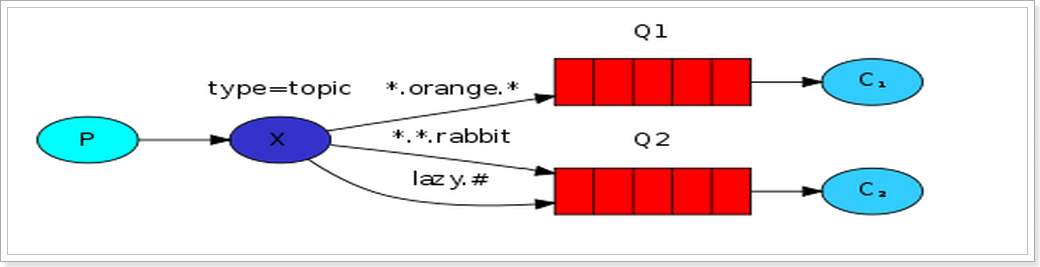 Q1
type=topic
*.orange.*
C₁
P
X
*.*.rabbit
Q2
lazy.#
C₂